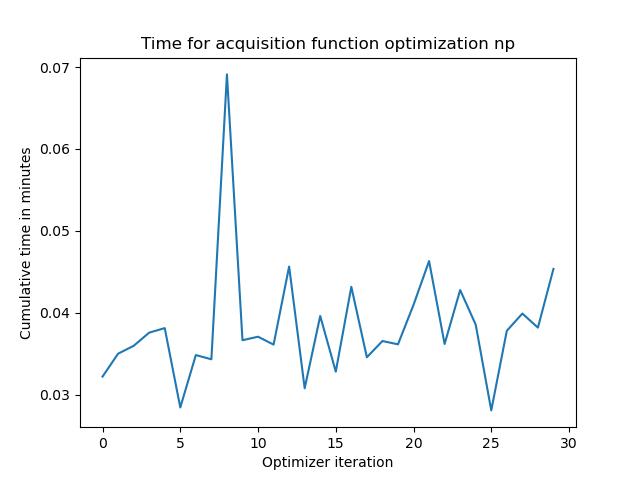 Time for acquisition function optimization np
0.07
0.06
0.05
0.04
0.03
Cumulative time in minutes
0 5 10 15 20 25 30
Optimizer iteration